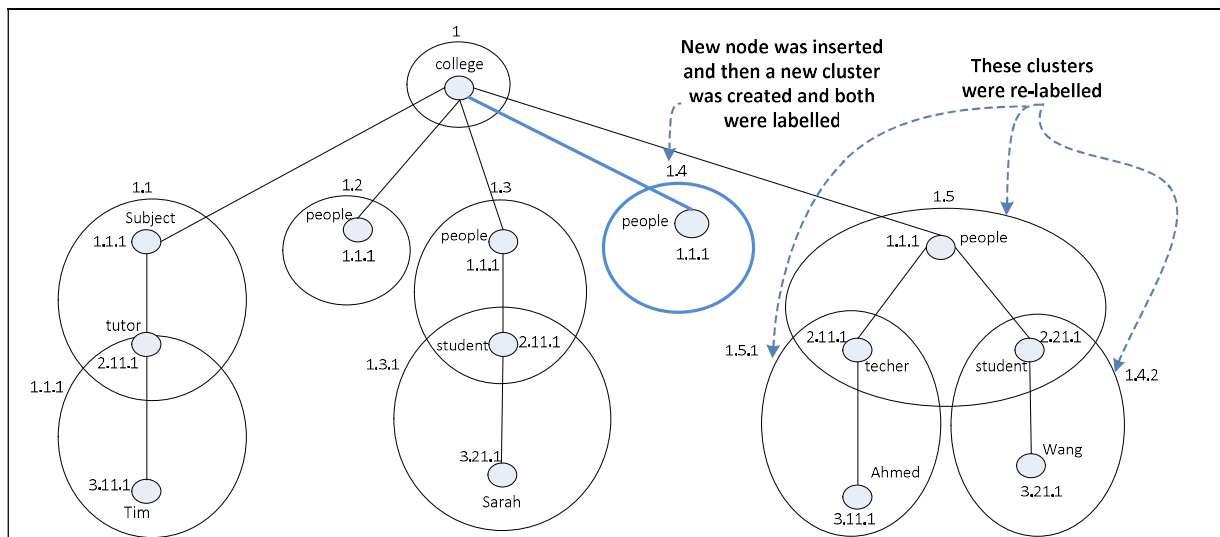 1
college
New node was inserted
and then a new cluster
was created and both
were labelled
These clusters
were re-labelled
1.1
1.2
1.3
1.4
1.5
Subject
1.1.1
people
1.1.1
people
1.1.1
people
1.1.1
1.1.1
people
tutor
2.11.1
1.1.1
student
2.11.1
1.3.1
2.11.1
techer
1.5.1
2.21.1
student
1.4.2
3.11.1
Tim
3.21.1
Sarah
Ahmed
3.11.1
Wang
3.21.1